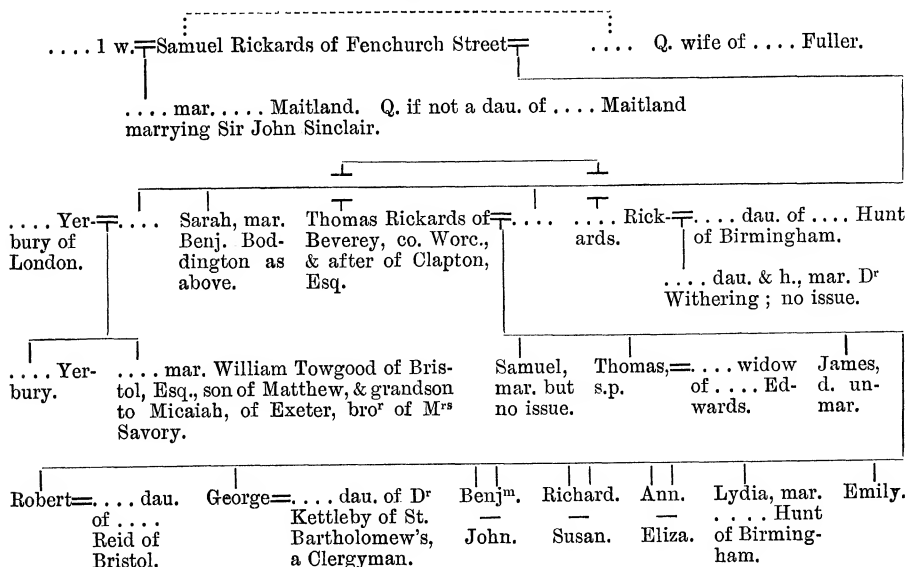 .... 1 w.=Samuel Rickards of Fenchurch Street= .... Q. wife of .... Fuller.
.... mar. ..... Maitland. Q. if not a dau. of .... Maitland
marrying Sir John Sinclair.
.... Yer-
bury of
London.
=....
Sarah, mar.
Benj. Bod-
dington as
above.
Thomas Rickards of
Beverey, co. Worc.,
& after of Clapton,
Esq.
=....
.... Rick-
ards.
=.... dau. of .... Hunt
of Birmingham.
.... dau. & h., mar. Dr
Withering ; no issue.
.... Yer-
bury.
.... mar. William Towgood of Bris-
tol, Esq., son of Matthew, & grandson
to Micaiah, of Exeter, bror of Mrs
Savory.
Samuel,
mar. but
no issue.
Thomas,
s.p.
=.... widow
of .... Ed-
wards.
James,
d. un-
mar.
Robert=.... dau.
of ....
Reid of
Bristol.
George=.... dau. of Dr
Kettleby of St.
Bartholomew's,
a Clergyman.
Benjm.
—
John.
Richard.
—
Susan.
Ann.
—
Eliza.
Lydia, mar.
.... Hunt
of Birming-
ham.
Emily.